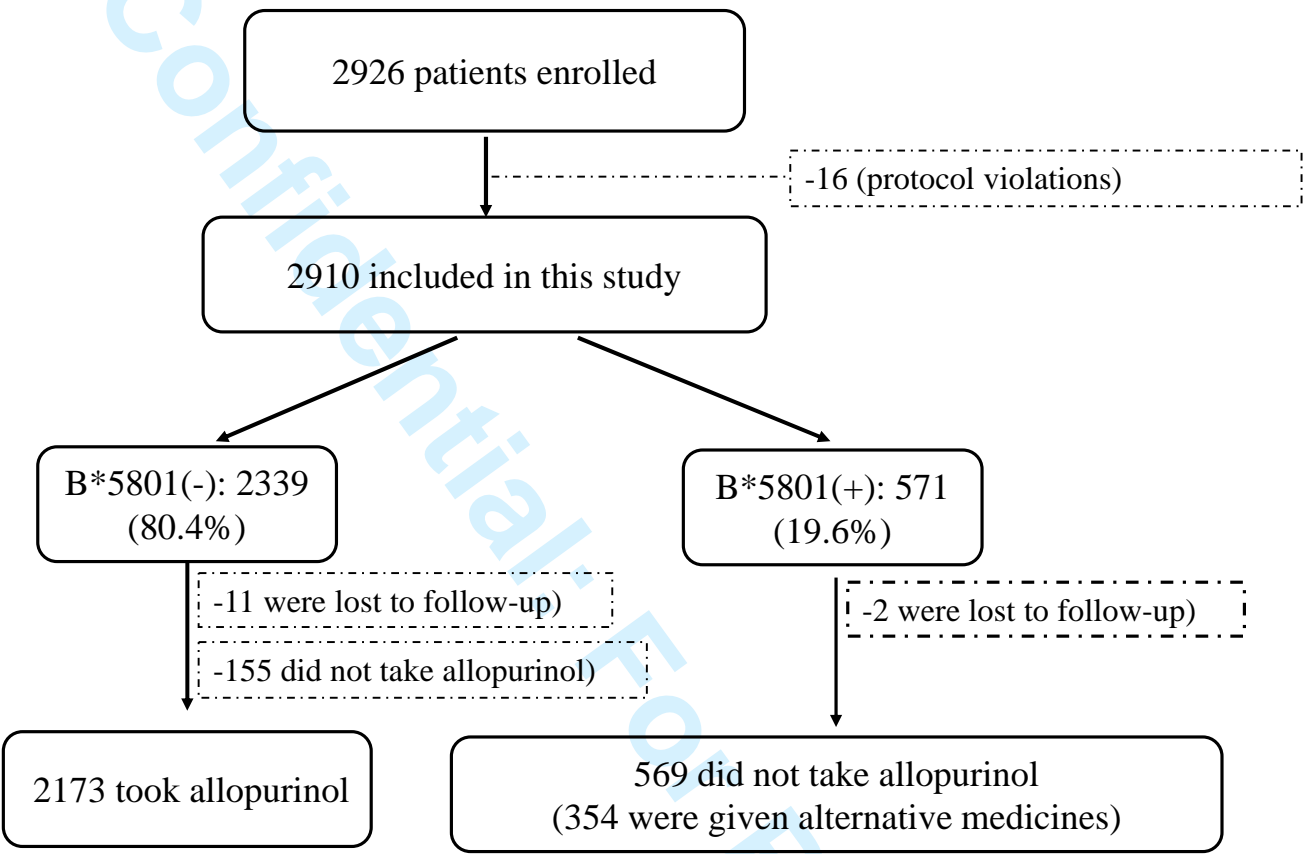 2926 patients enrolled
-16 (protocol violations)
2910 included in this study
B*5801(-): 2339
(80.4%)
B*5801(+): 571
(19.6%)
-11 were lost to follow-up)
-2 were lost to follow-up)
-155 did not take allopurinol)
2173 took allopurinol
569 did not take allopurinol
(354 were given alternative medicines)
Confidential: For